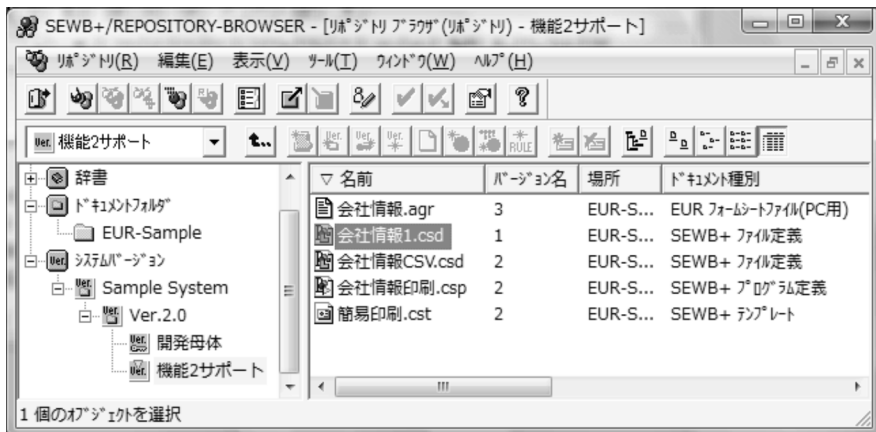 SEWB+/REPOSITORY-BROWSER - [ﾘﾎﾟｼﾞﾄﾘ ﾌﾞﾗｳｻﾞ(ﾘﾎﾟｼﾞﾄﾘ) - 機能2サポート]
ﾘﾎﾟｼﾞﾄﾘ(R) 編集(E) 表示(V) ﾂｰﾙ(T) ｳｨﾝﾄﾞｳ(W) ﾍﾙﾌﾟ(H)
Ver. 機能2サポート Ver. Ver. Ver. RULE
辞書
ﾄﾞｷｭﾒﾝﾄﾌｫﾙﾀﾞ
EUR-Sample
Ver. ｼｽﾃﾑﾊﾞｰｼﾞｮﾝ
Ver. Sample System
Ver. Ver.2.0
Ver. 開発母体
Ver. 機能2サポート
▽ 名前 ﾊﾞｰｼﾞｮﾝ名 場所 ﾄﾞｷｭﾒﾝﾄ種別
会社情報.agr 3 EUR-S... EUR ﾌｫｰﾑｼｰﾄﾌｧｲﾙ(PC用)
会社情報1.csd 1 EUR-S... SEWB+ ﾌｧｲﾙ定義
会社情報CSV.csd 2 EUR-S... SEWB+ ﾌｧｲﾙ定義
会社情報印刷.csp 2 EUR-S... SEWB+ ﾌﾟﾛｸﾞﾗﾑ定義
簡易印刷.cst 2 EUR-S... SEWB+ ﾃﾝﾌﾟﾚｰﾄ
1 個のｵﾌﾞｼﾞｪｸﾄを選択